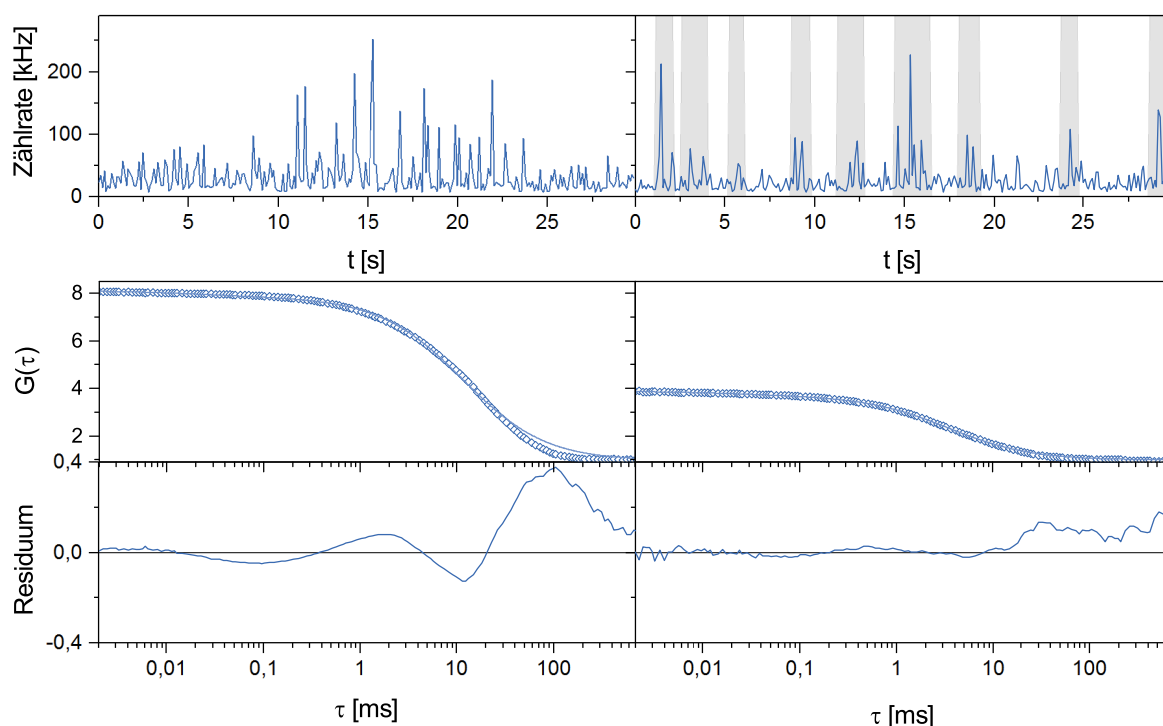 Zählrate [kHz]
200
100
0
0 5 10 15 20 25 0 5 10 15 20 25
t [s] t [s]
G(τ)
8
6
4
2
0,4
Residuum
0,0
-0,4
0,01 0,1 1 10 100 0,01 0,1 1 10 100
τ [ms] τ [ms]